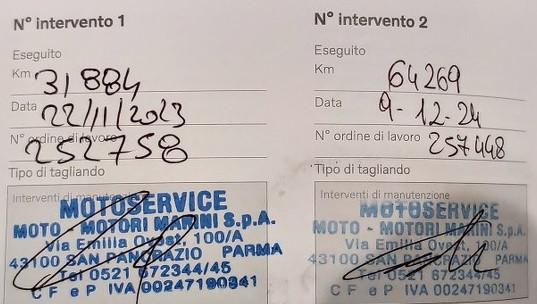 N° intervento 1
Eseguito
Km 31884
Data 22/11/2023
N° ordine di lavoro 252758
Tipo di tagliando
Interventi di manutenzione
MOTOSERVICE
MOTO - MOTORI MARINI S.p.A.
Via Emilia Ovest, 100/A
43100 SAN PANCRAZIO PARMA
Tel 0521 672344/45
C F e P IVA 00247190341
N° intervento 2
Eseguito
Km 64269
Data 9-12-24
N° ordine di lavoro 257448
Tipo di tagliando
Interventi di manutenzione
MOTOSERVICE
MOTO - MOTORI MARINI S.p.A.
Via Emilia Ovest, 100/A
43100 SAN PANCRAZIO PARMA
Tel 0521 672344/45
C F e P IVA 00247190341